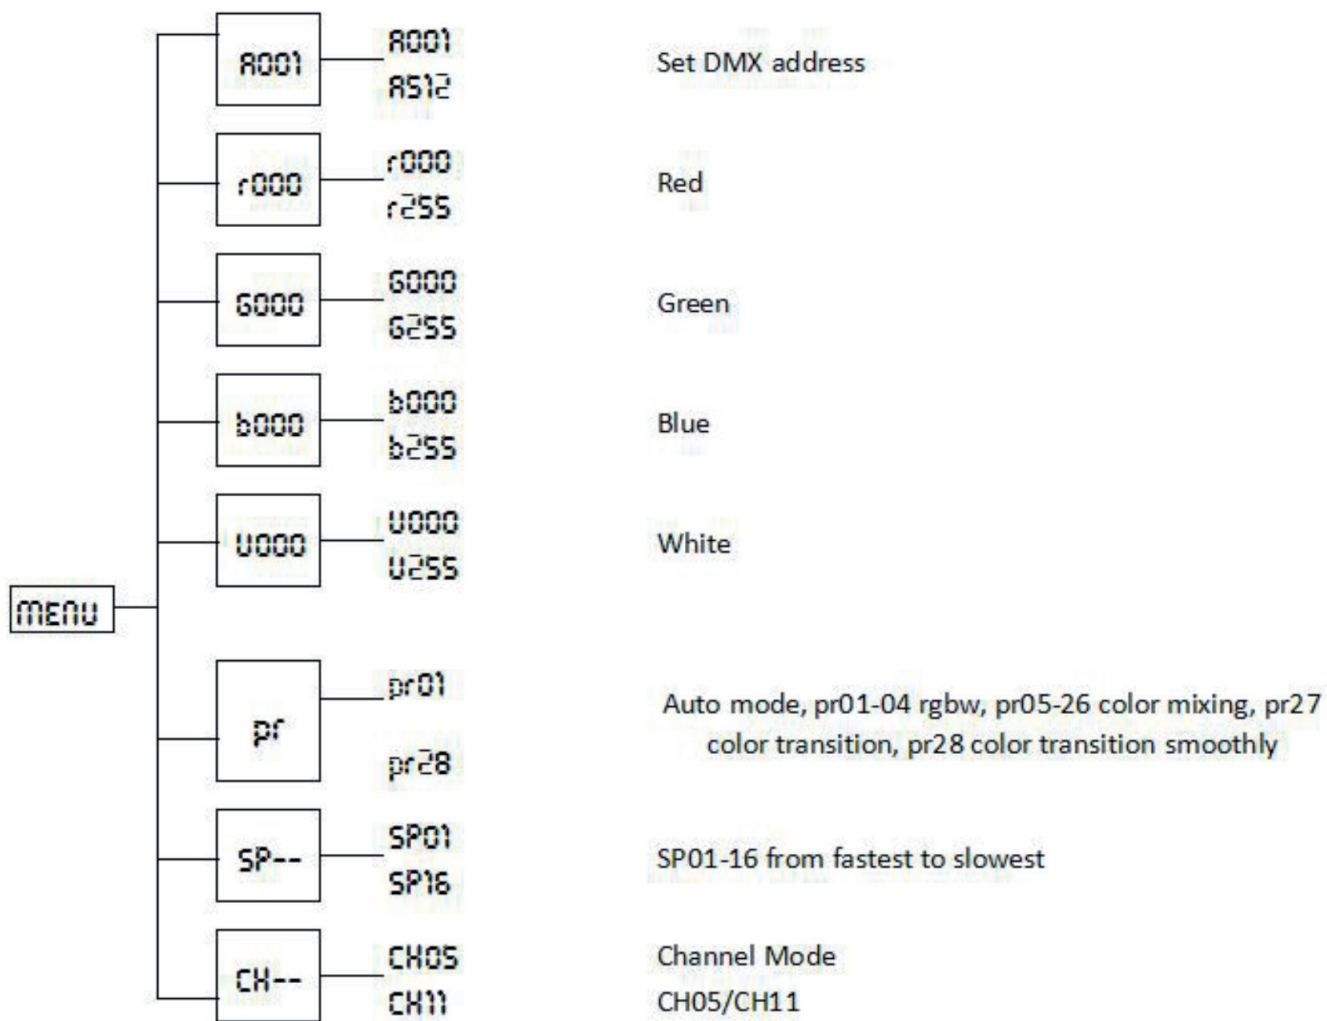 A001
A001
A512
Set DMX address
r000
r000
r255
Red
G000
G000
G255
Green
b000
b000
b255
Blue
U000
U000
U255
White
MENU
pr
pr01
pr28
Auto mode, pr01-04 rgbw, pr05-26 color mixing, pr27
color transition, pr28 color transition smoothly
SP--
SP01
SP16
SP01-16 from fastest to slowest
CH--
CH05
CH11
Channel Mode
CH05/CH11